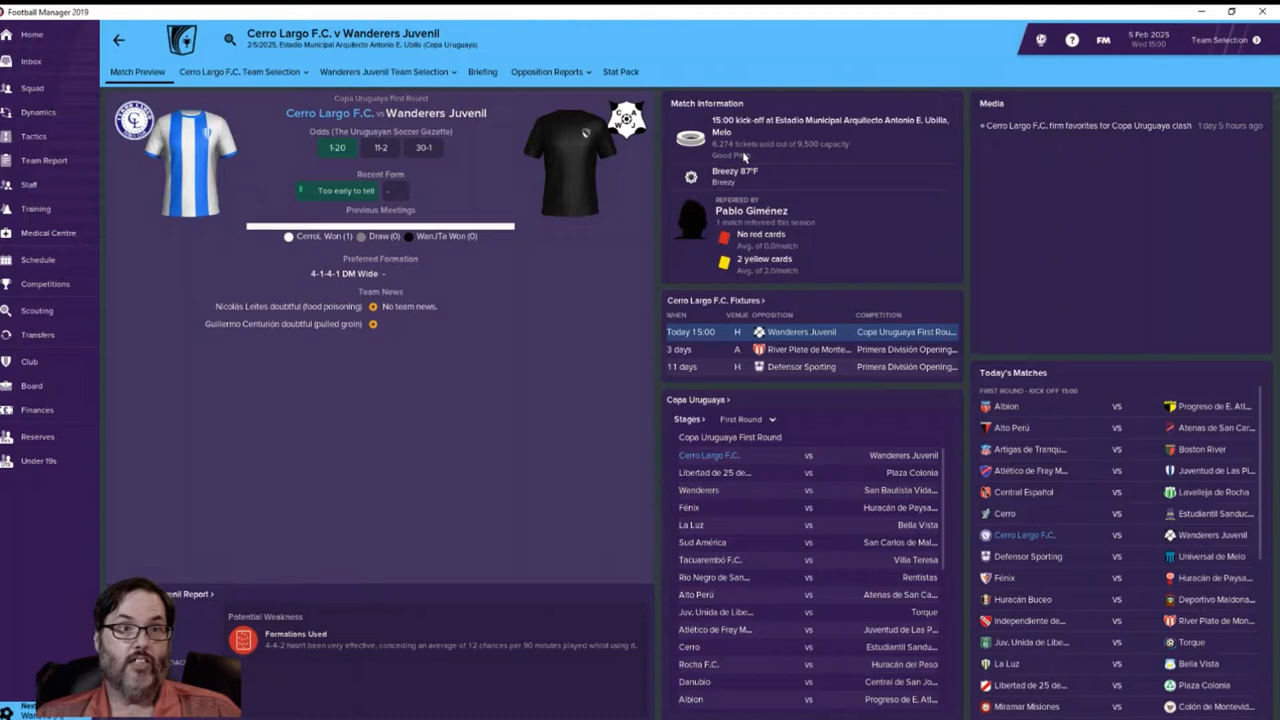 Football Manager 2019
Home
Inbox
Squad
Dynamics
Tactics
Team Report
Staff
Training
Medical Centre
Schedule
Competitions
Scouting
Transfers
Club
Board
Finances
Reserves
Under 19s
Cerro Largo F.C. v Wanderers Juvenil
2/5/2025, Estadio Municipal Arquitecto Antonio E. Ubilla (Copa Uruguaya)
FM
5 Feb 2025
Wed 15:00
Team Selection
Match Preview
Cerro Largo F.C. Team Selection
Wanderers Juvenil Team Selection
Briefing
Opposition Reports
Stat Pack
Copa Uruguaya First Round
Cerro Largo F.C. vs Wanderers Juvenil
Odds (The Uruguayan Soccer Gazette)
1-20 11-2 30-1
Recent Form
Too early to tell -
Previous Meetings
CerroL Won (1) Draw (0) WanJTa Won (0)
Preferred Formation
4-1-4-1 DM Wide -
Team News
Nicolás Leites doubtful (food poisoning) No team news.
Guillermo Centurión doubtful (pulled groin)
Report
Potential Weakness
Formations Used
4-4-2 hasn't been very effective, conceding an average of 12 chances per 90 minutes played whilst using it.
Match Information
15:00 kick-off at Estadio Municipal Arquitecto Antonio E. Ubilla,
Melo
6,274 tickets sold out of 9,500 capacity
Good Pitch
Breezy 87°F
Breezy
REFEREED BY
Pablo Giménez
1 match refereed this season
No red cards
Avg. of 0.0/match
2 yellow cards
Avg. of 2.0/match
Cerro Largo F.C. Fixtures
WHEN VENUE OPPOSITION COMPETITION
Today 15:00 H Wanderers Juvenil Copa Uruguaya First Rou...
3 days A River Plate de Monte... Primera División Opening...
11 days H Defensor Sporting Primera División Opening...
Copa Uruguaya
Stages First Round
Copa Uruguaya First Round
Cerro Largo F.C. vs Wanderers Juvenil
Libertad de 25 de... vs Plaza Colonia
Wanderers vs San Bautista Vida...
Fénix vs Huracán de Paysa...
La Luz vs Bella Vista
Sud América vs San Carlos de Mal...
Tacuarembó F.C. vs Villa Teresa
Río Negro de San... vs Rentistas
Alto Perú vs Atenas de San Ca...
Juv. Unida de Libe... vs Torque
Atlético de Fray M... vs Juventud de Las P...
Cerro vs Estudiantil Sandu...
Rocha F.C. vs Huracán del Paso
Danubio vs Central de San Jo...
Albion vs Progreso de E. Atl...
Media
Cerro Largo F.C. firm favorites for Copa Uruguaya clash 1 day 5 hours ago
Today's Matches
FIRST ROUND - KICK OFF 15:00
Albion vs Progreso de E. Atl...
Alto Perú vs Atenas de San Car...
Artigas de Tranqu... vs Boston River
Atlético de Fray M... vs Juventud de Las Pi...
Central Español vs Lavalleja de Rocha
Cerro vs Estudiantil Sanduc...
Cerro Largo F.C. vs Wanderers Juvenil
Defensor Sporting vs Universal de Melo
Fénix vs Huracán de Paysa...
Huracán Buceo vs Deportivo Maldona...
Independiente de... vs River Plate de Mon...
Juv. Unida de Libe... vs Torque
La Luz vs Bella Vista
Libertad de 25 de... vs Plaza Colonia
Miramar Misiones vs Colón de Montevid...